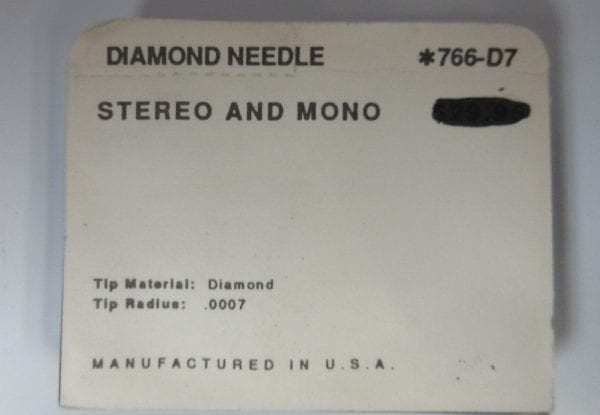 DIAMOND NEEDLE *766-D7
STEREO AND MONO
Tip Material: Diamond
Tip Radius: .0007
MANUFACTURED IN U.S.A.